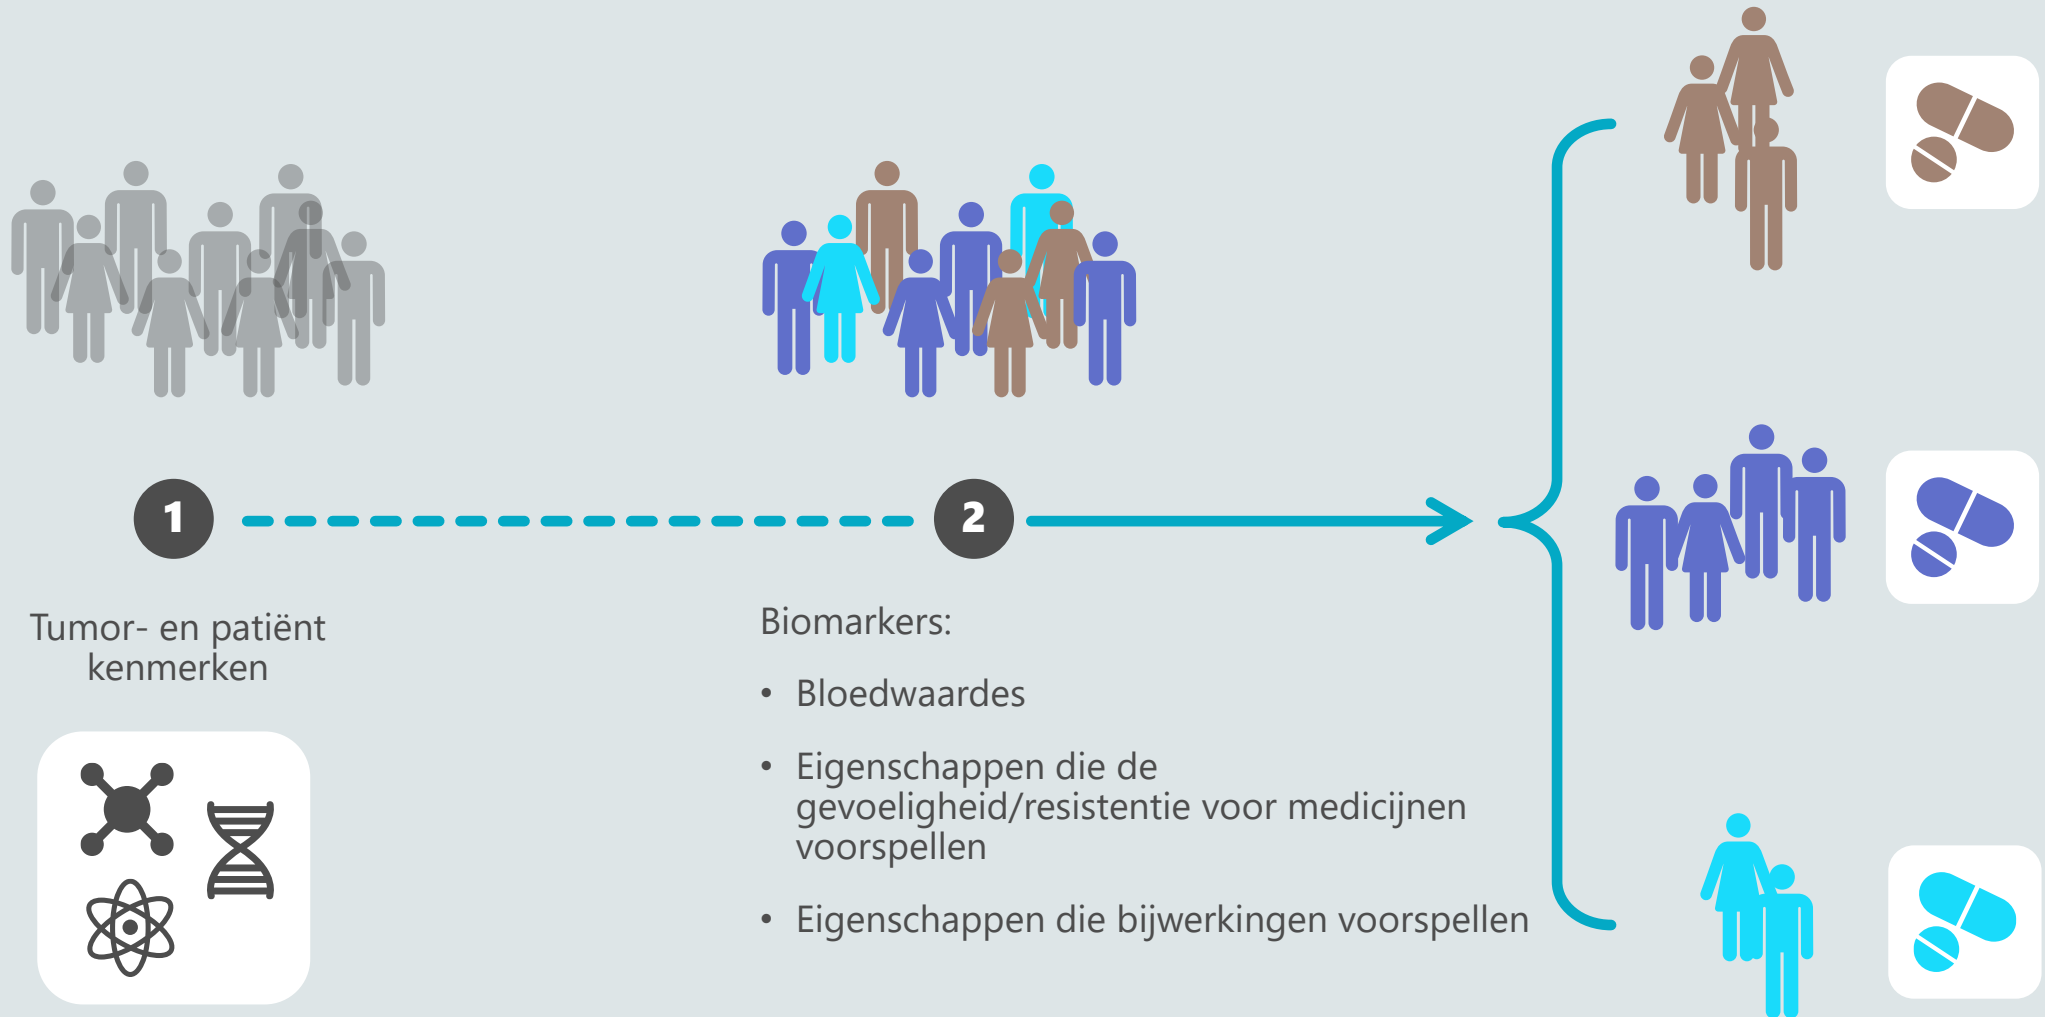 1
2
Tumor- en patiënt
kenmerken
Biomarkers:
• Bloedwaardes
• Eigenschappen die de
gevoeligheid/resistentie voor medicijnen
voorspellen
• Eigenschappen die bijwerkingen voorspellen